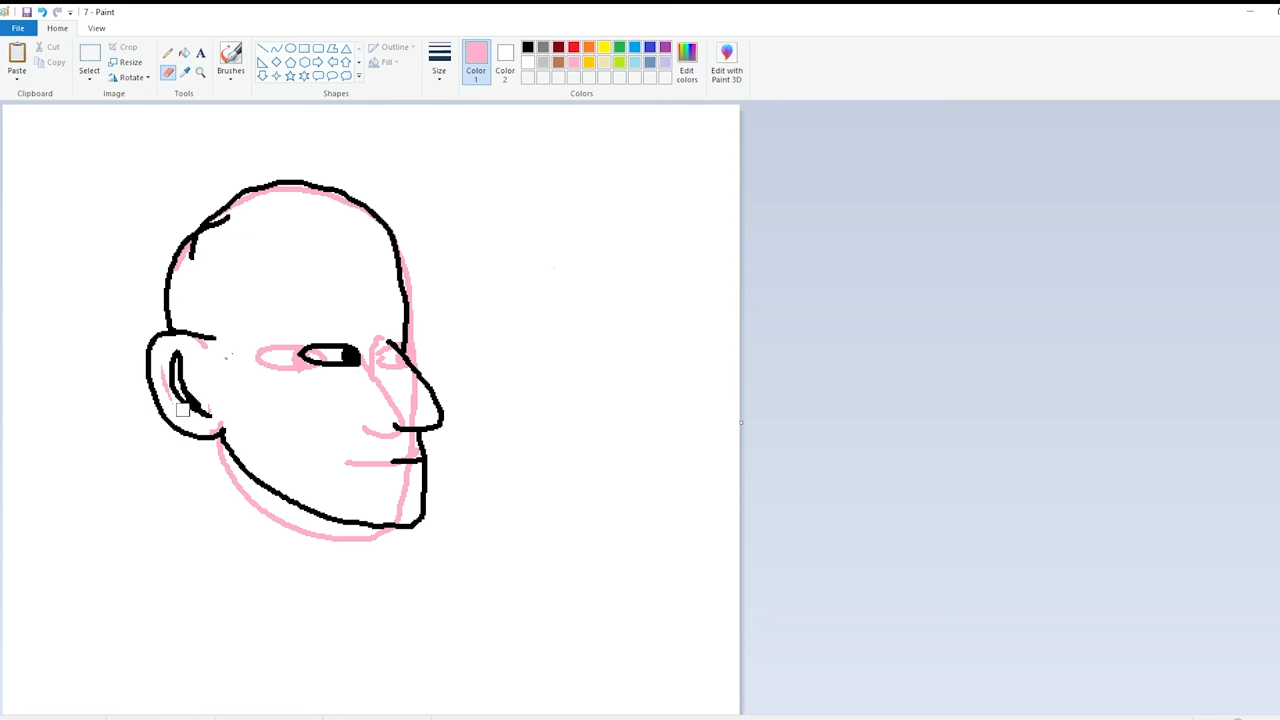 7 - Paint
File Home View
Paste Cut Copy Select Crop Resize Rotate A Brushes Outline Fill Size Color 1 Color 2 Edit colors Edit with Paint 3D
Clipboard Image Tools Shapes Colors